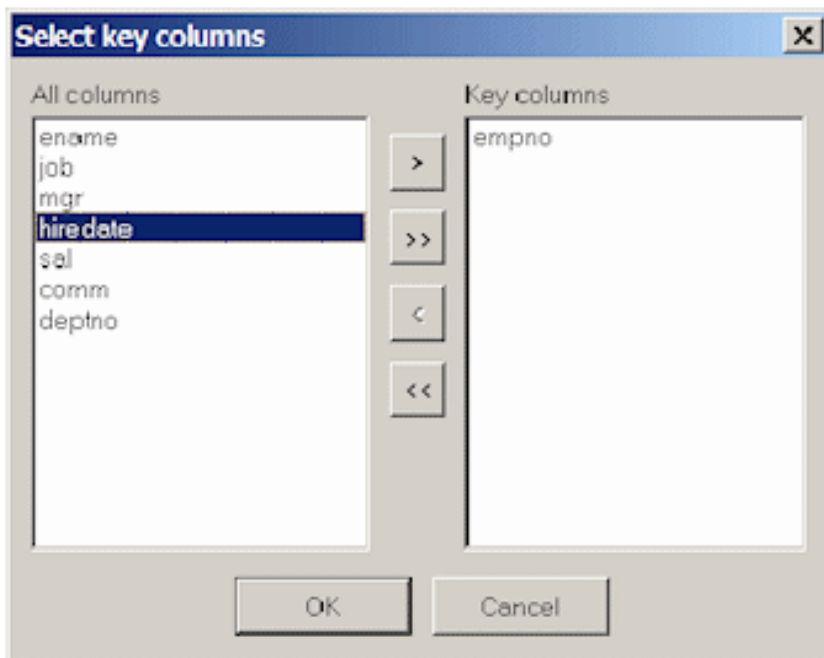 Select key columns
All columns
ename
job
mgr
hiredate
sal
comm
deptno
>
>>
<
<<
Key columns
empno
OK
Cancel